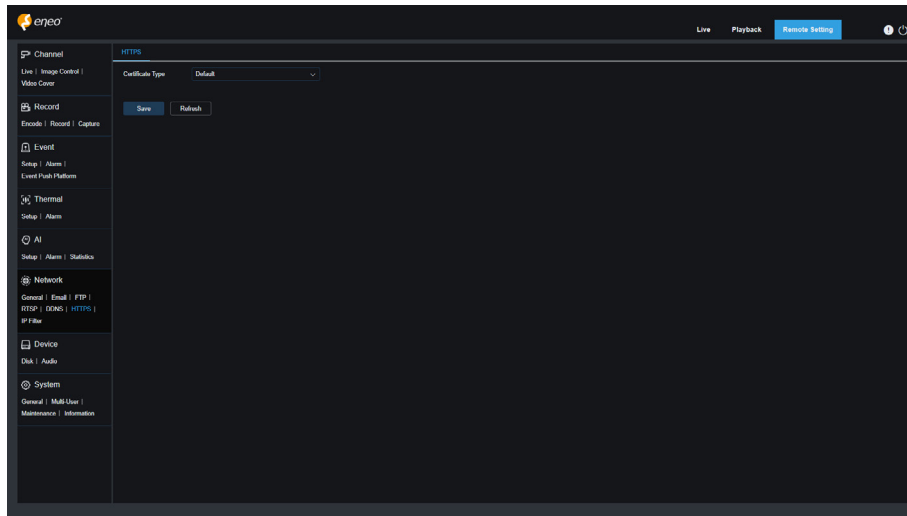 eneo
Live Playback Remote Setting
Channel
Live | Image Control |
Video Cover
Record
Encode | Record | Capture
Event
Setup | Alarm |
Event Push Platform
Thermal
Setup | Alarm
AI
Setup | Alarm | Statistics
Network
General | Email | FTP |
RTSP | DDNS | HTTPS |
IP Filter
Device
Disk | Audio
System
General | Multi-User |
Maintenance | Information
HTTPS
Certificate Type Default
Save Refresh